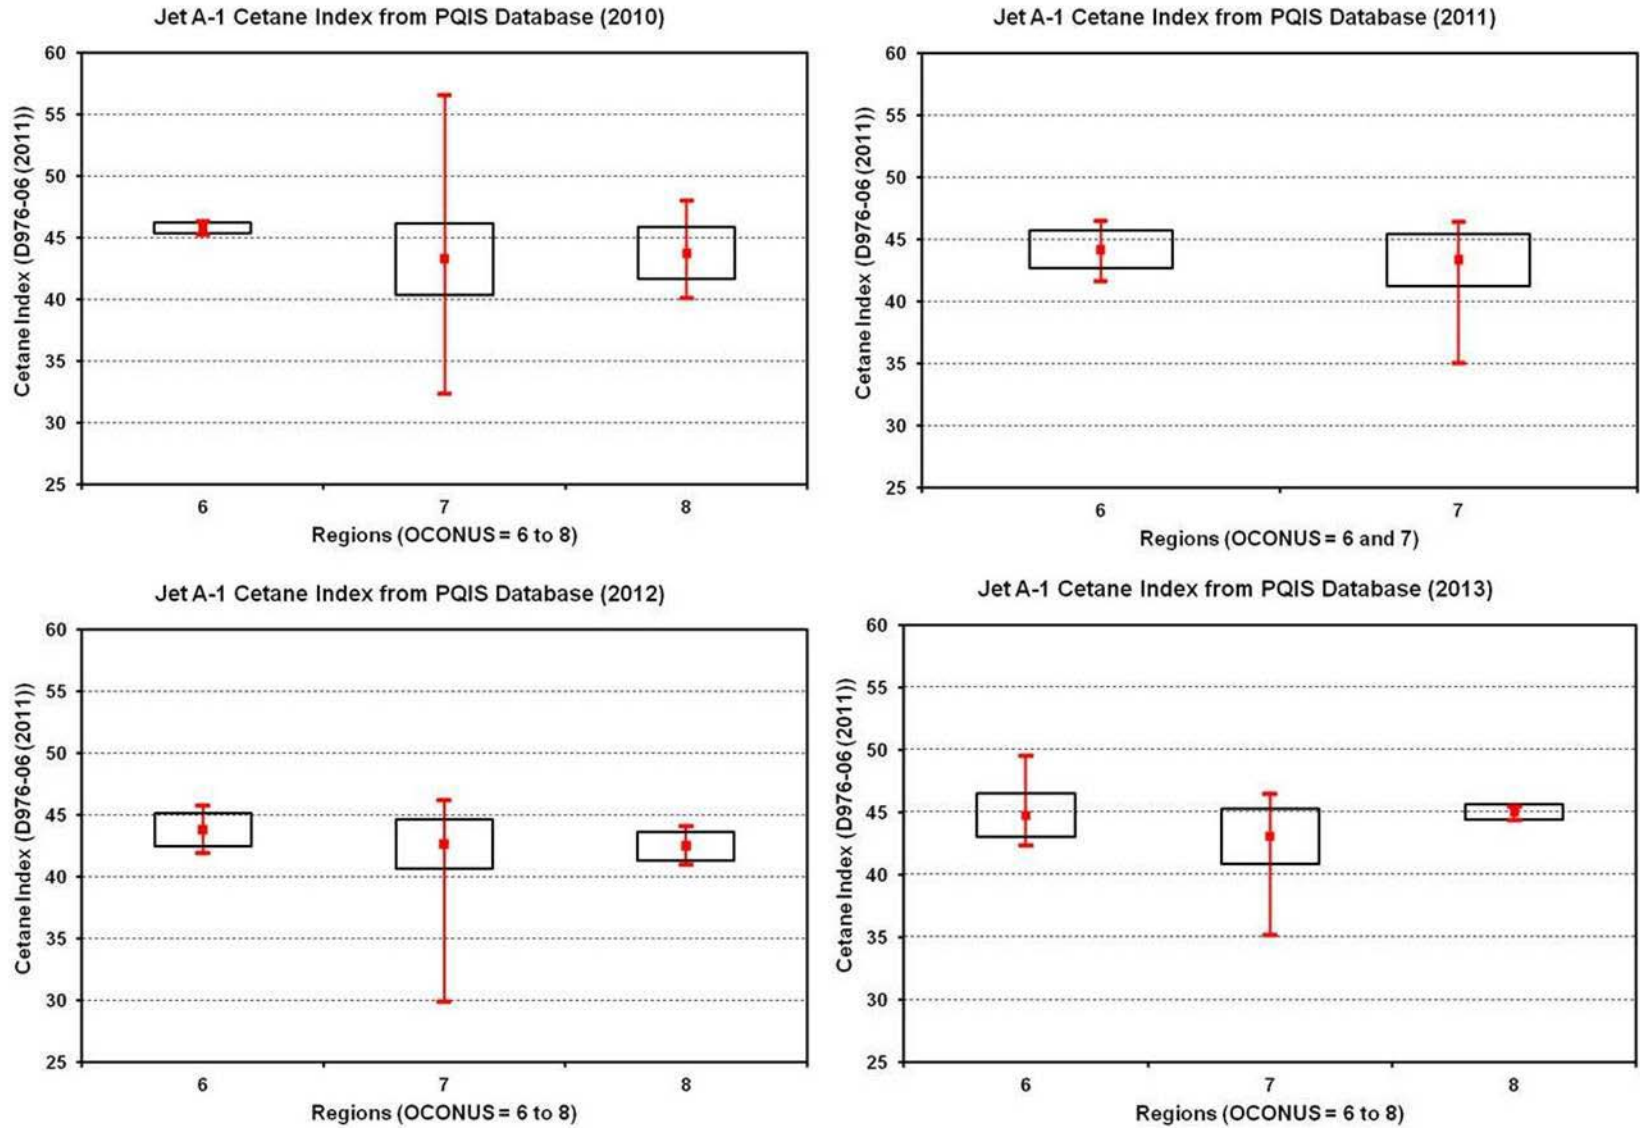 Jet A-1 Cetane Index from PQIS Database (2010)
Cetane Index (D976-06 (2011))
60
55
50
45
40
35
30
25
6 7 8
Regions (OCONUS = 6 to 8)
Jet A-1 Cetane Index from PQIS Database (2011)
Cetane Index (D976-06 (2011))
60
55
50
45
40
35
30
25
6 7
Regions (OCONUS = 6 and 7)
Jet A-1 Cetane Index from PQIS Database (2012)
Cetane Index (D976-06 (2011))
60
55
50
45
40
35
30
25
6 7 8
Regions (OCONUS = 6 to 8)
Jet A-1 Cetane Index from PQIS Database (2013)
Cetane Index (D976-06 (2011))
60
55
50
45
40
35
30
25
6 7 8
Regions (OCONUS = 6 to 8)